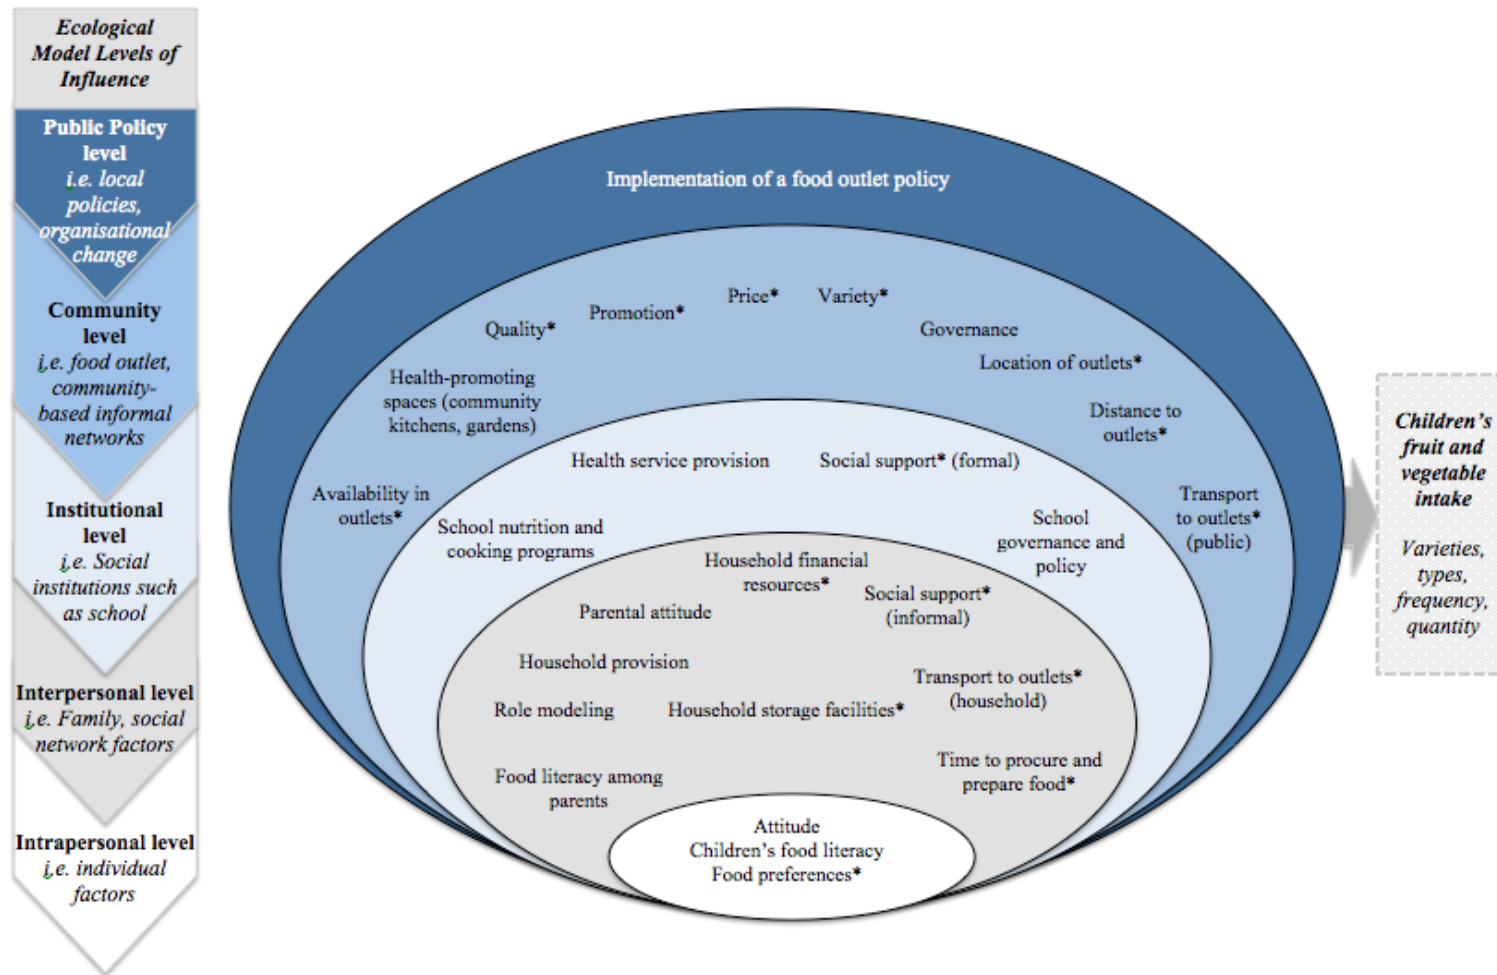 Ecological
Model Levels of
Influence
Public Policy
level
i.e. local
policies,
organisational
change
Community
level
i.e. food outlet,
community-
based informal
networks
Institutional
level
i.e. Social
institutions such
as school
Interpersonal level
i.e. Family, social
network factors
Intrapersonal level
i.e. individual
factors
Implementation of a food outlet policy
Quality*
Promotion*
Price*
Variety*
Governance
Location of outlets*
Distance to
outlets*
Transport
to outlets*
(public)
Health-promoting
spaces (community
kitchens, gardens)
Availability in
outlets*
Health service provision
Social support* (formal)
School nutrition and
cooking programs
School
governance and
policy
Household financial
resources*
Social support*
(informal)
Parental attitude
Household provision
Transport to outlets*
(household)
Role modeling
Household storage facilities*
Time to procure and
prepare food*
Food literacy among
parents
Attitude
Children's food literacy
Food preferences*
Children's
fruit and
vegetable
intake
Varieties,
types,
frequency,
quantity